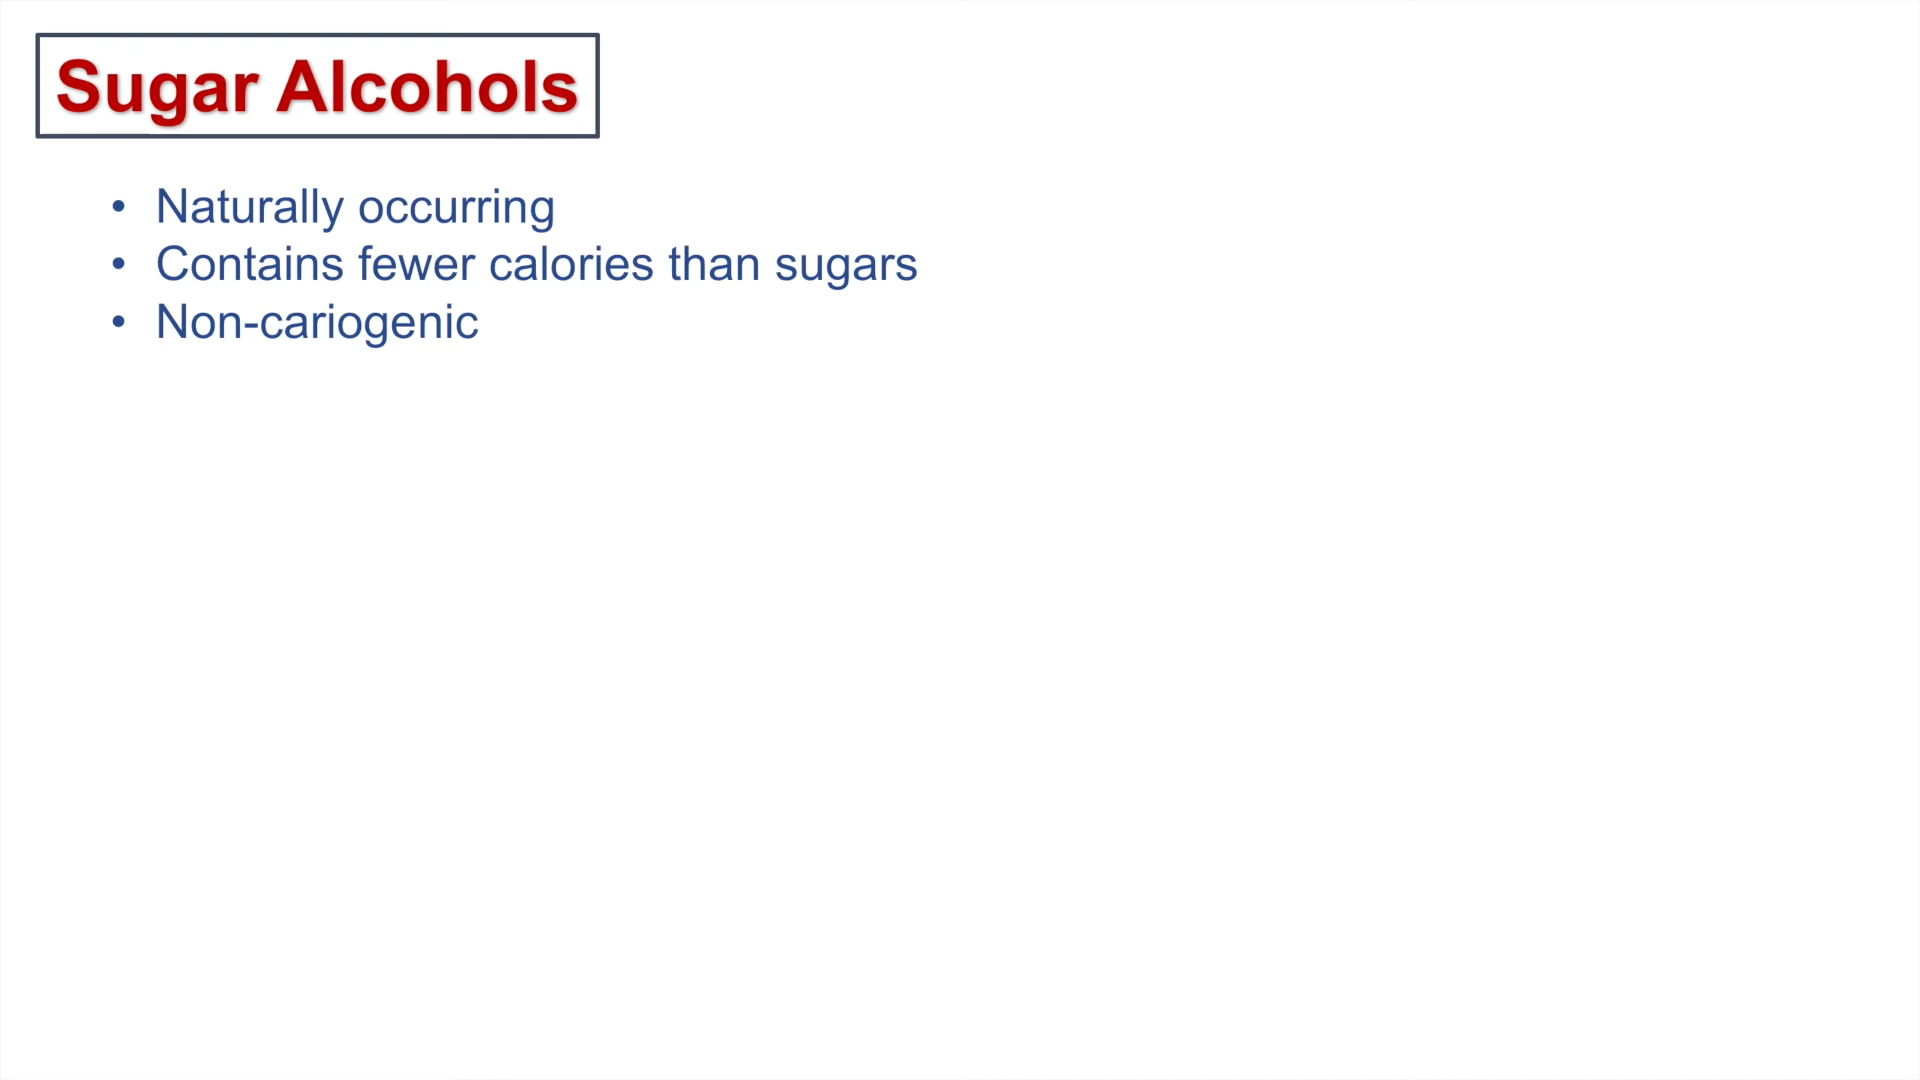 Sugar Alcohols
• Naturally occurring
• Contains fewer calories than sugars
• Non-cariogenic